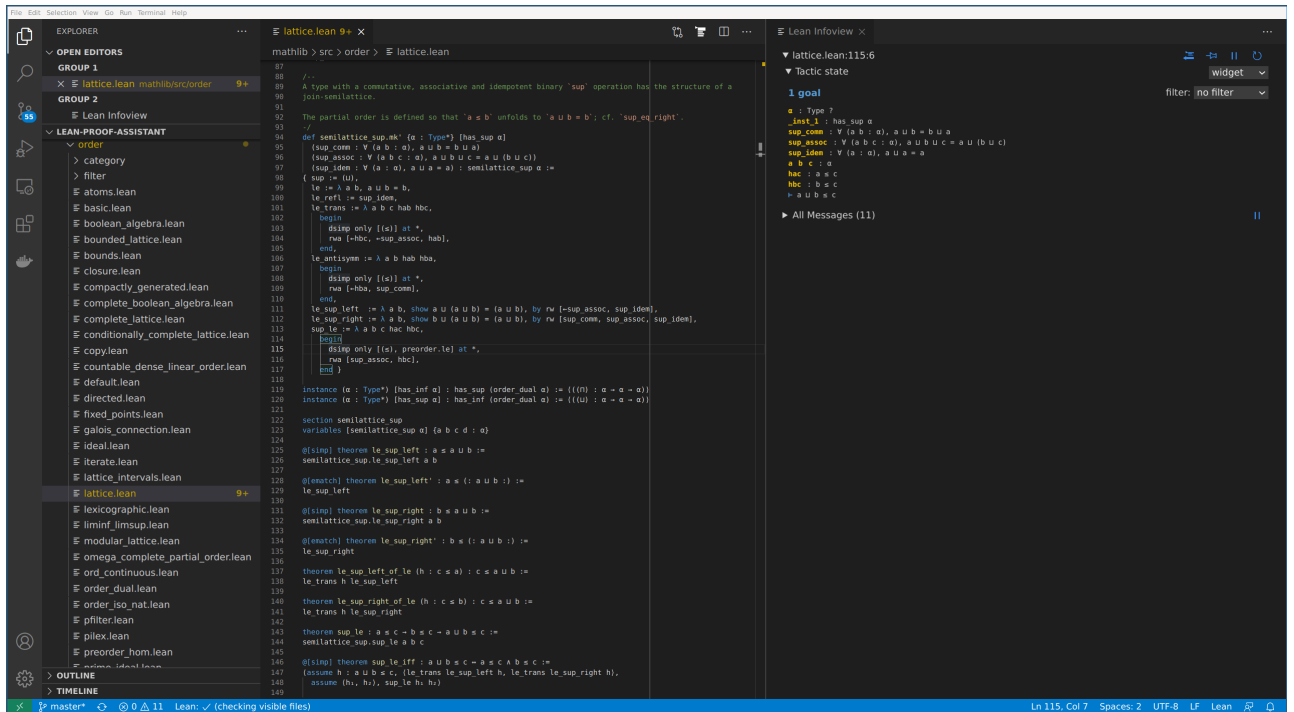 File Edit Selection View Go Run Terminal Help
EXPLORER
OPEN EDITORS
GROUP 1
lattice.lean mathlib/src/order 9+
GROUP 2
Lean Infoview
LEAN-PROOF-ASSISTANT
order
category
filter
atoms.lean
basic.lean
boolean_algebra.lean
bounded_lattice.lean
bounds.lean
closure.lean
compactly_generated.lean
complete_boolean_algebra.lean
complete_lattice.lean
conditionally_complete_lattice.lean
copy.lean
countable_dense_linear_order.lean
default.lean
directed.lean
fixed_points.lean
galois_connection.lean
ideal.lean
iterate.lean
lattice_intervals.lean
lattice.lean 9+
lexicographic.lean
liminf_limsup.lean
modular_lattice.lean
omega_complete_partial_order.lean
ord_continuous.lean
order_dual.lean
order_iso_nat.lean
pfilter.lean
pilex.lean
preorder_hom.lean
prime_ideal.lean
OUTLINE
TIMELINE
55
lattice.lean 9+
mathlib > src > order > lattice.lean
87
88 /--
89 A type with a commutative, associative and idempotent binary `sup` operation has the structure of a
90 join-semilattice.
91
92 The partial order is defined so that `a ≤ b` unfolds to `a ⊔ b = b`; cf. `sup_eq_right`.
93 -/
94 def semilattice_sup.mk' {α : Type*} [has_sup α]
95 (sup_comm : ∀ (a b : α), a ⊔ b = b ⊔ a)
96 (sup_assoc : ∀ (a b c : α), a ⊔ b ⊔ c = a ⊔ (b ⊔ c))
97 (sup_idem : ∀ (a : α), a ⊔ a = a) : semilattice_sup α :=
98 { sup := (⊔),
99 le := λ a b, a ⊔ b = b,
100 le_refl := sup_idem,
101 le_trans := λ a b c hab hbc,
102 begin
103 dsimp only [(≤)] at *,
104 rwa [←hbc, ←sup_assoc, hab],
105 end,
106 le_antisymm := λ a b hab hba,
107 begin
108 dsimp only [(≤)] at *,
109 rwa [←hba, sup_comm],
110 end,
111 le_sup_left := λ a b, show a ⊔ (a ⊔ b) = (a ⊔ b), by rw [←sup_assoc, sup_idem],
112 le_sup_right := λ a b, show b ⊔ (a ⊔ b) = (a ⊔ b), by rw [sup_comm, sup_assoc, sup_idem],
113 sup_le := λ a b c hac hbc,
114 begin
115 dsimp only [(≤), preorder.le] at *,
116 rwa [sup_assoc, hbc],
117 end }
118
119 instance (α : Type*) [has_inf α] : has_sup (order_dual α) := ⟨((⊓) : α → α → α)⟩
120 instance (α : Type*) [has_sup α] : has_inf (order_dual α) := ⟨((⊔) : α → α → α)⟩
121
122 section semilattice_sup
123 variables [semilattice_sup α] {a b c d : α}
124
125 @[simp] theorem le_sup_left : a ≤ a ⊔ b :=
126 semilattice_sup.le_sup_left a b
127
128 @[ematch] theorem le_sup_left' : a ≤ (: a ⊔ b :) :=
129 le_sup_left
130
131 @[simp] theorem le_sup_right : b ≤ a ⊔ b :=
132 semilattice_sup.le_sup_right a b
133
134 @[ematch] theorem le_sup_right' : b ≤ (: a ⊔ b :) :=
135 le_sup_right
136
137 theorem le_sup_left_of_le (h : c ≤ a) : c ≤ a ⊔ b :=
138 le_trans h le_sup_left
139
140 theorem le_sup_right_of_le (h : c ≤ b) : c ≤ a ⊔ b :=
141 le_trans h le_sup_right
142
143 theorem sup_le : a ≤ c → b ≤ c → a ⊔ b ≤ c :=
144 semilattice_sup.sup_le a b c
145
146 @[simp] theorem sup_le_iff : a ⊔ b ≤ c ↔ a ≤ c ∧ b ≤ c :=
147 ⟨assume h : a ⊔ b ≤ c, ⟨le_trans le_sup_left h, le_trans le_sup_right h⟩,
148 assume ⟨h₁, h₂⟩, sup_le h₁ h₂⟩
149
Lean Infoview
lattice.lean:115:6
Tactic state
widget
1 goal
filter: no filter
α : Type ?
_inst_1 : has_sup α
sup_comm : ∀ (a b : α), a ⊔ b = b ⊔ a
sup_assoc : ∀ (a b c : α), a ⊔ b ⊔ c = a ⊔ (b ⊔ c)
sup_idem : ∀ (a : α), a ⊔ a = a
a b c : α
hac : a ≤ c
hbc : b ≤ c
⊢ a ⊔ b ≤ c
All Messages (11)
master* 0 11 Lean: ✓ (checking visible files)
Ln 115, Col 7 Spaces: 2 UTF-8 LF Lean